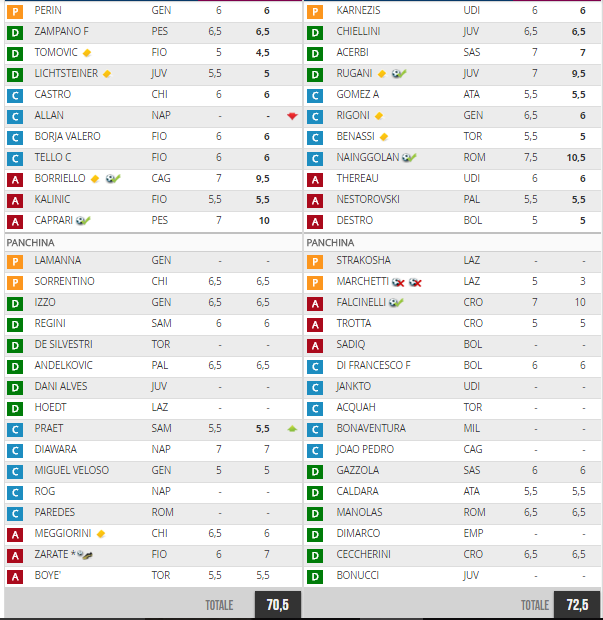 P PERIN GEN 6 6
D ZAMPANO F PES 6,5 6,5
D TOMOVIC FIO 5 4,5
D LICHTSTEINER JUV 5,5 5
C CASTRO CHI 6 6
C ALLAN NAP - -
C BORJA VALERO FIO 6 6
C TELLO C FIO 6 6
A BORRIELLO CAG 7 9,5
A KALINIC FIO 5,5 5,5
A CAPRARI PES 7 10
PANCHINA
P LAMANNA GEN - -
P SORRENTINO CHI 6,5 6,5
D IZZO GEN 6,5 6,5
D REGINI SAM 6 6
D DE SILVESTRI TOR - -
D ANDELKOVIC PAL 6,5 6,5
D DANI ALVES JUV - -
D HOEDT LAZ - -
C PRAET SAM 5,5 5,5
C DIAWARA NAP 7 7
C MIGUEL VELOSO GEN 5 5
C ROG NAP - -
C PAREDES ROM - -
A MEGGIORINI CHI 6,5 6
A ZARATE * FIO 6 7
A BOYE' TOR 5,5 5,5
TOTALE 70,5
P KARNEZIS UDI 6 6
D CHIELLINI JUV 6,5 6,5
D ACERBI SAS 7 7
D RUGANI JUV 7 9,5
C GOMEZ A ATA 5,5 5,5
C RIGONI GEN 6,5 6
C BENASSI TOR 5,5 5
C NAINGGOLAN ROM 7,5 10,5
A THEREAU UDI 6 6
A NESTOROVSKI PAL 5,5 5,5
A DESTRO BOL 5 5
PANCHINA
P STRAKOSHA LAZ - -
P MARCHETTI LAZ 5 3
A FALCINELLI CRO 7 10
A TROTTA CRO 5 5
A SADIQ BOL - -
C DI FRANCESCO F BOL 6 6
C JANKTO UDI - -
C ACQUAH TOR - -
C BONAVENTURA MIL - -
C JOAO PEDRO CAG - -
D GAZZOLA SAS 6 6
D CALDARA ATA 5,5 5,5
D MANOLAS ROM 6,5 6,5
D DIMARCO EMP - -
D CECCHERINI CRO 6,5 6,5
D BONUCCI JUV - -
TOTALE 72,5